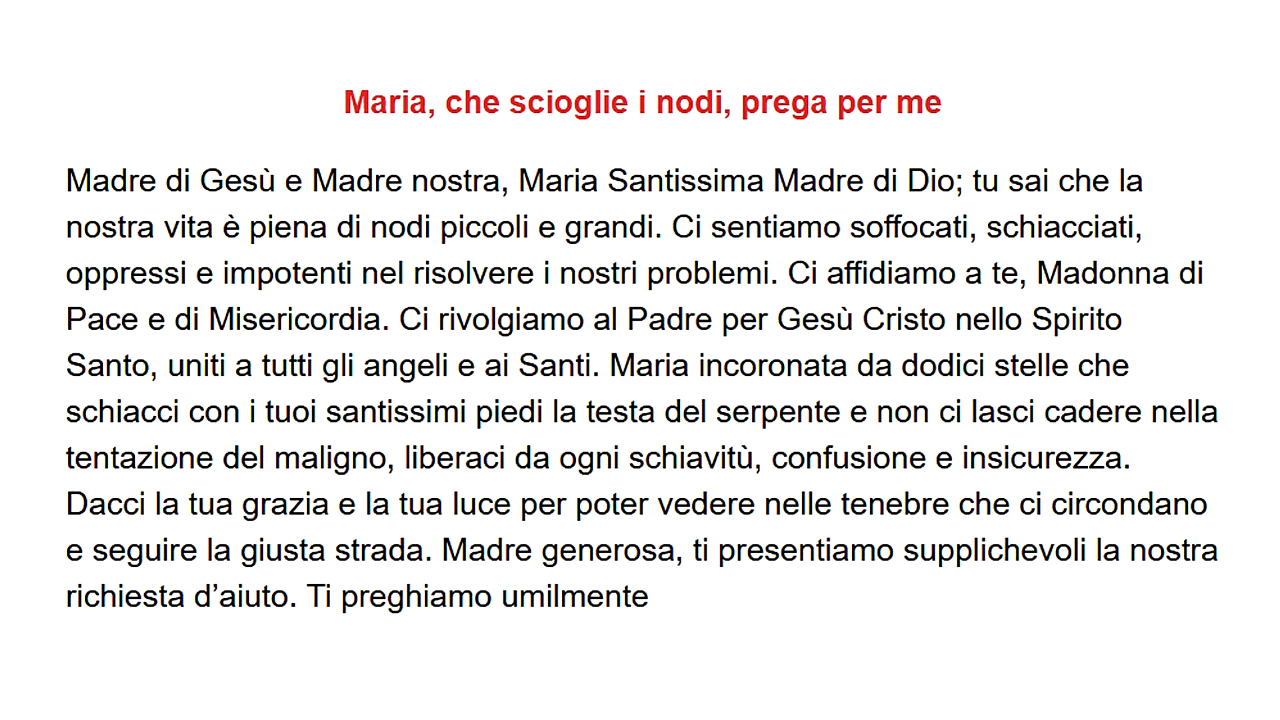 Maria, che scioglie i nodi, prega per me
Madre di Gesù e Madre nostra, Maria Santissima Madre di Dio; tu sai che la
nostra vita è piena di nodi piccoli e grandi. Ci sentiamo soffocati, schiacciati,
oppressi e impotenti nel risolvere i nostri problemi. Ci affidiamo a te, Madonna di
Pace e di Misericordia. Ci rivolgiamo al Padre per Gesù Cristo nello Spirito
Santo, uniti a tutti gli angeli e ai Santi. Maria incoronata da dodici stelle che
schiacci con i tuoi santissimi piedi la testa del serpente e non ci lasci cadere nella
tentazione del maligno, liberaci da ogni schiavitù, confusione e insicurezza.
Dacci la tua grazia e la tua luce per poter vedere nelle tenebre che ci circondano
e seguire la giusta strada. Madre generosa, ti presentiamo supplichevoli la nostra
richiesta d’aiuto. Ti preghiamo umilmente